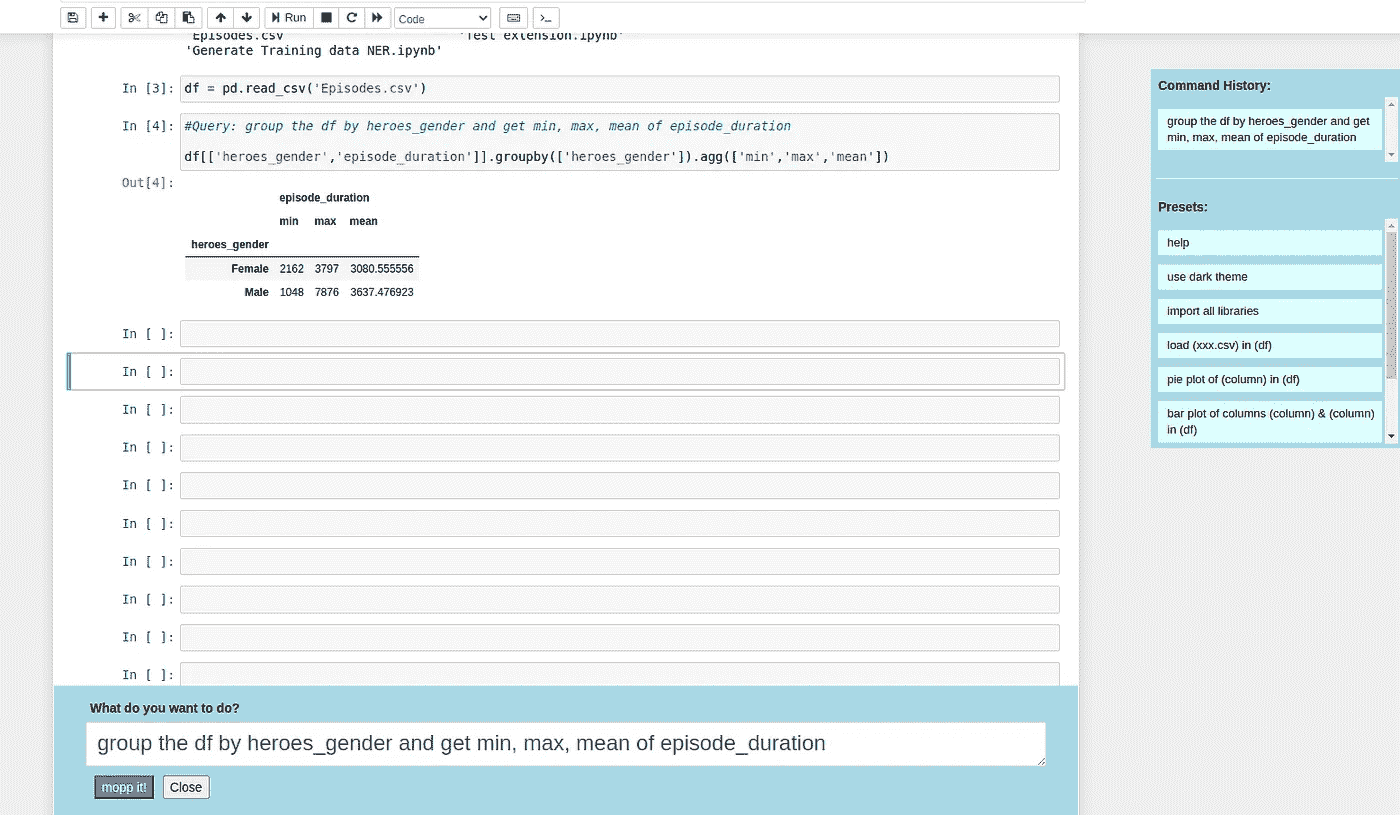 Run
Code
'Episodes.csv' 'Test extension.ipynb'
'Generate Training data NER.ipynb'
In [3]: df = pd.read_csv('Episodes.csv')
In [4]: #Query: group the df by heroes_gender and get min, max, mean of episode_duration
df[['heroes_gender','episode_duration']].groupby(['heroes_gender']).agg(['min','max','mean'])
Out[4]:
episode_duration
min max mean
heroes_gender
Female 2162 3797 3080.555556
Male 1048 7876 3637.476923
In [ ]:
In [ ]:
In [ ]:
In [ ]:
In [ ]:
In [ ]:
In [ ]:
In [ ]:
In [ ]:
In [ ]:
What do you want to do?
group the df by heroes_gender and get min, max, mean of episode_duration
mopp it! Close
Command History:
group the df by heroes_gender and get
min, max, mean of episode_duration
Presets:
help
use dark theme
import all libraries
load (xxx.csv) in (df)
pie plot of (column) in (df)
bar plot of columns (column) & (column)
in (df)